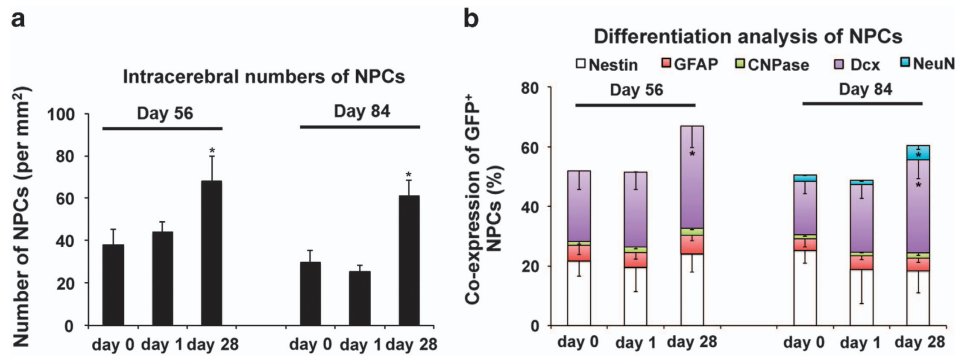 a
Intracerebral numbers of NPCs
Number of NPCs (per mm²)
100
80
60
40
20
0
Day 56
Day 84
*
*
day 0 day 1 day 28
day 0 day 1 day 28
b
Differentiation analysis of NPCs
Nestin GFAP CNPase Dcx NeuN
Co-expression of GFP⁺
NPCs (%)
80
60
40
20
0
Day 56
Day 84
*
*
*
day 0 day 1 day 28
day 0 day 1 day 28